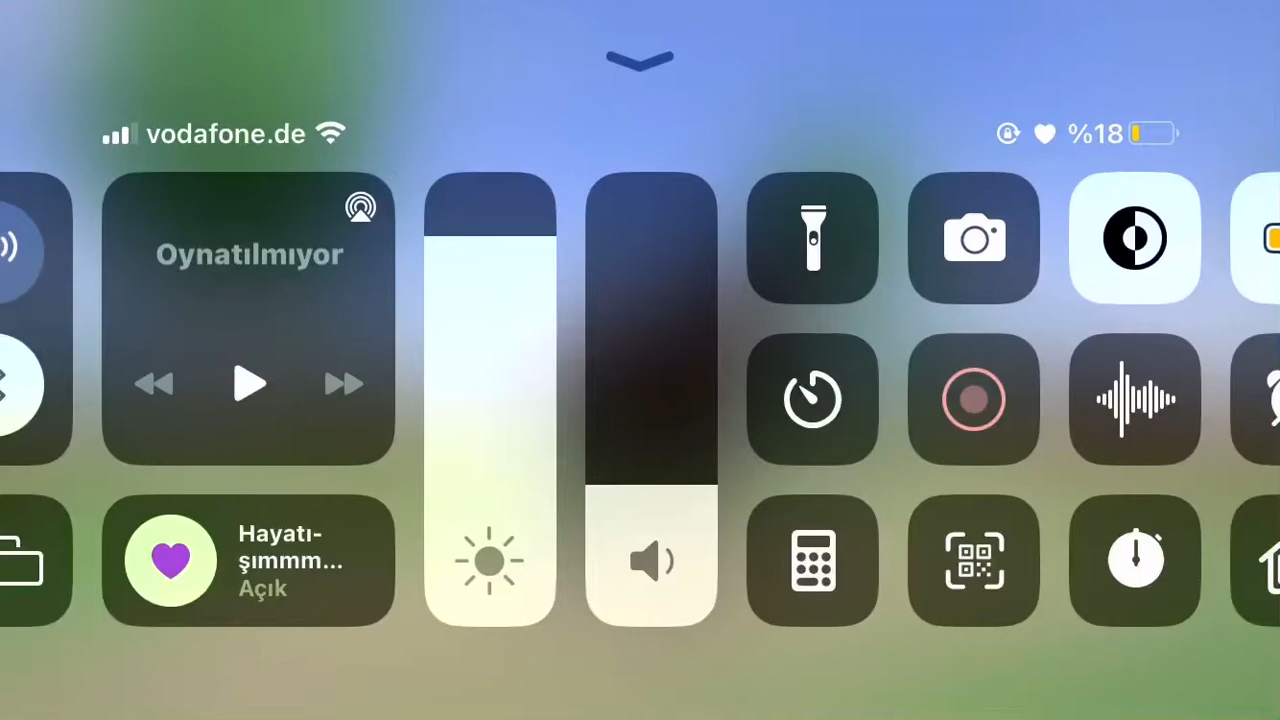 vodafone.de
%18
Oynatılmıyor
Hayatı-
şımmm...
Açık